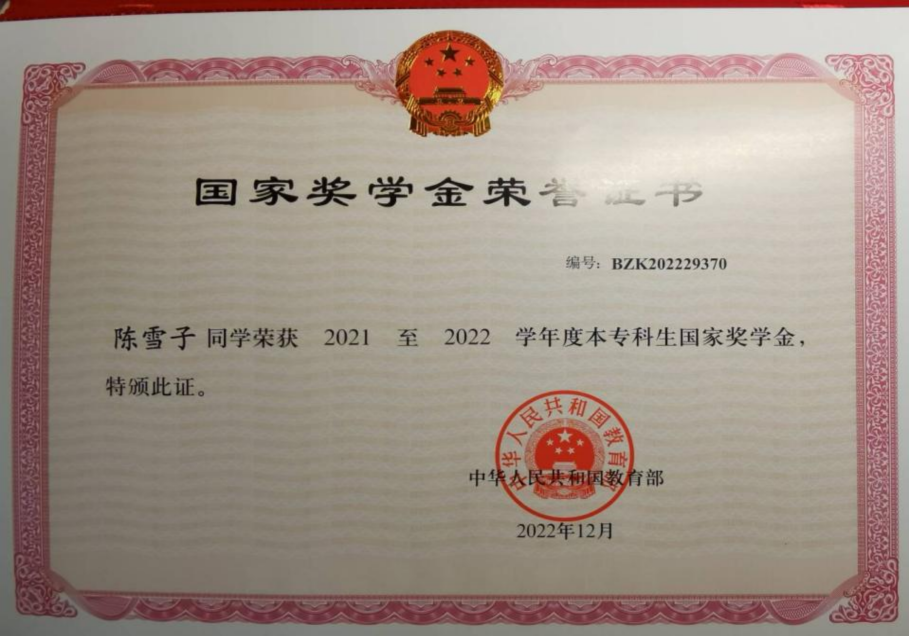 国家奖学金荣誉证书
编号：BZK202229370
陈雪子 同学荣获 2021 至 2022 学年度本专科生国家奖学金，
特颁此证。
中华人民共和国教育部
中华人民共和国教育部
2022年12月